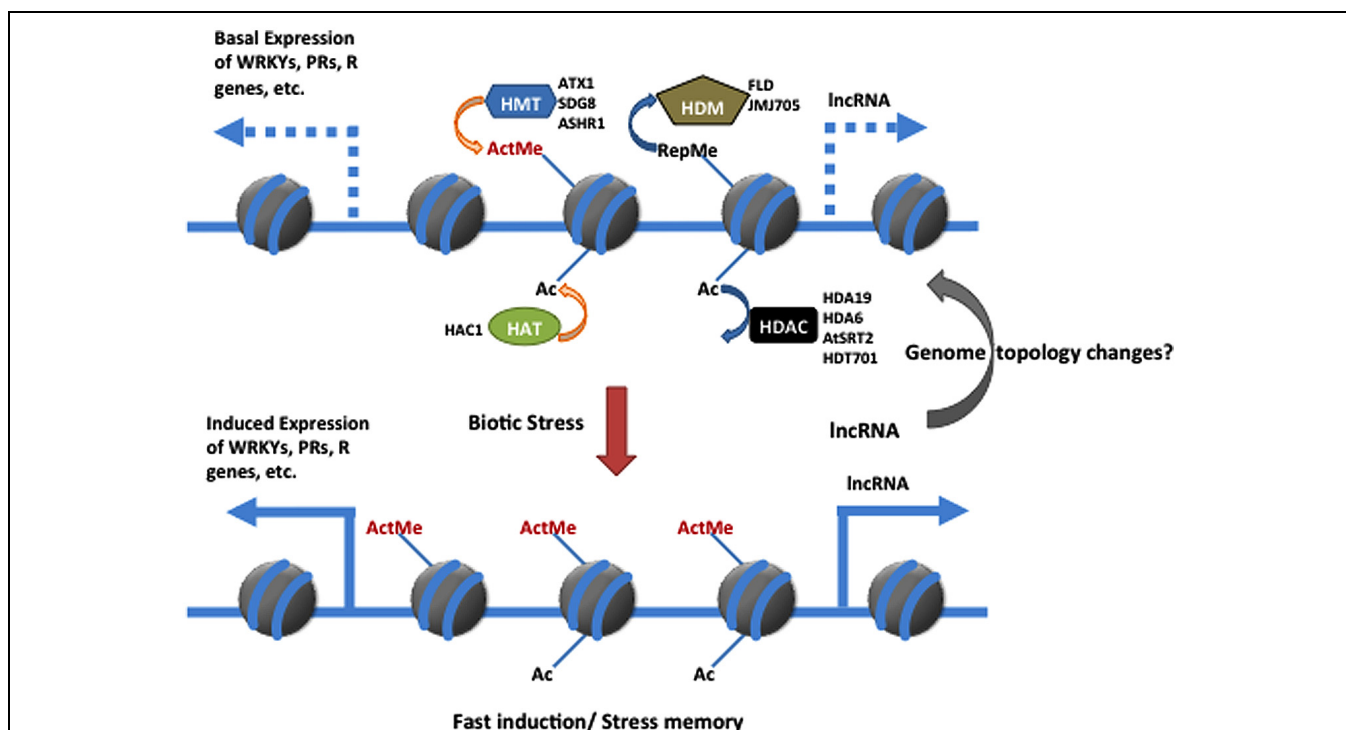 Basal Expression
of WRKYs, PRs, R
genes, etc.
HMT
ATX1
SDG8
ASHR1
ActMe
HDM
FLD
JMJ705
RepMe
lncRNA
Ac
HAC1
HAT
Ac
HDAC
HDA19
HDA6
AtSRT2
HDT701
Genome topology changes?
Biotic Stress
lncRNA
Induced Expression
of WRKYs, PRs, R
genes, etc.
lncRNA
ActMe
ActMe
ActMe
Ac
Ac
Fast induction/ Stress memory